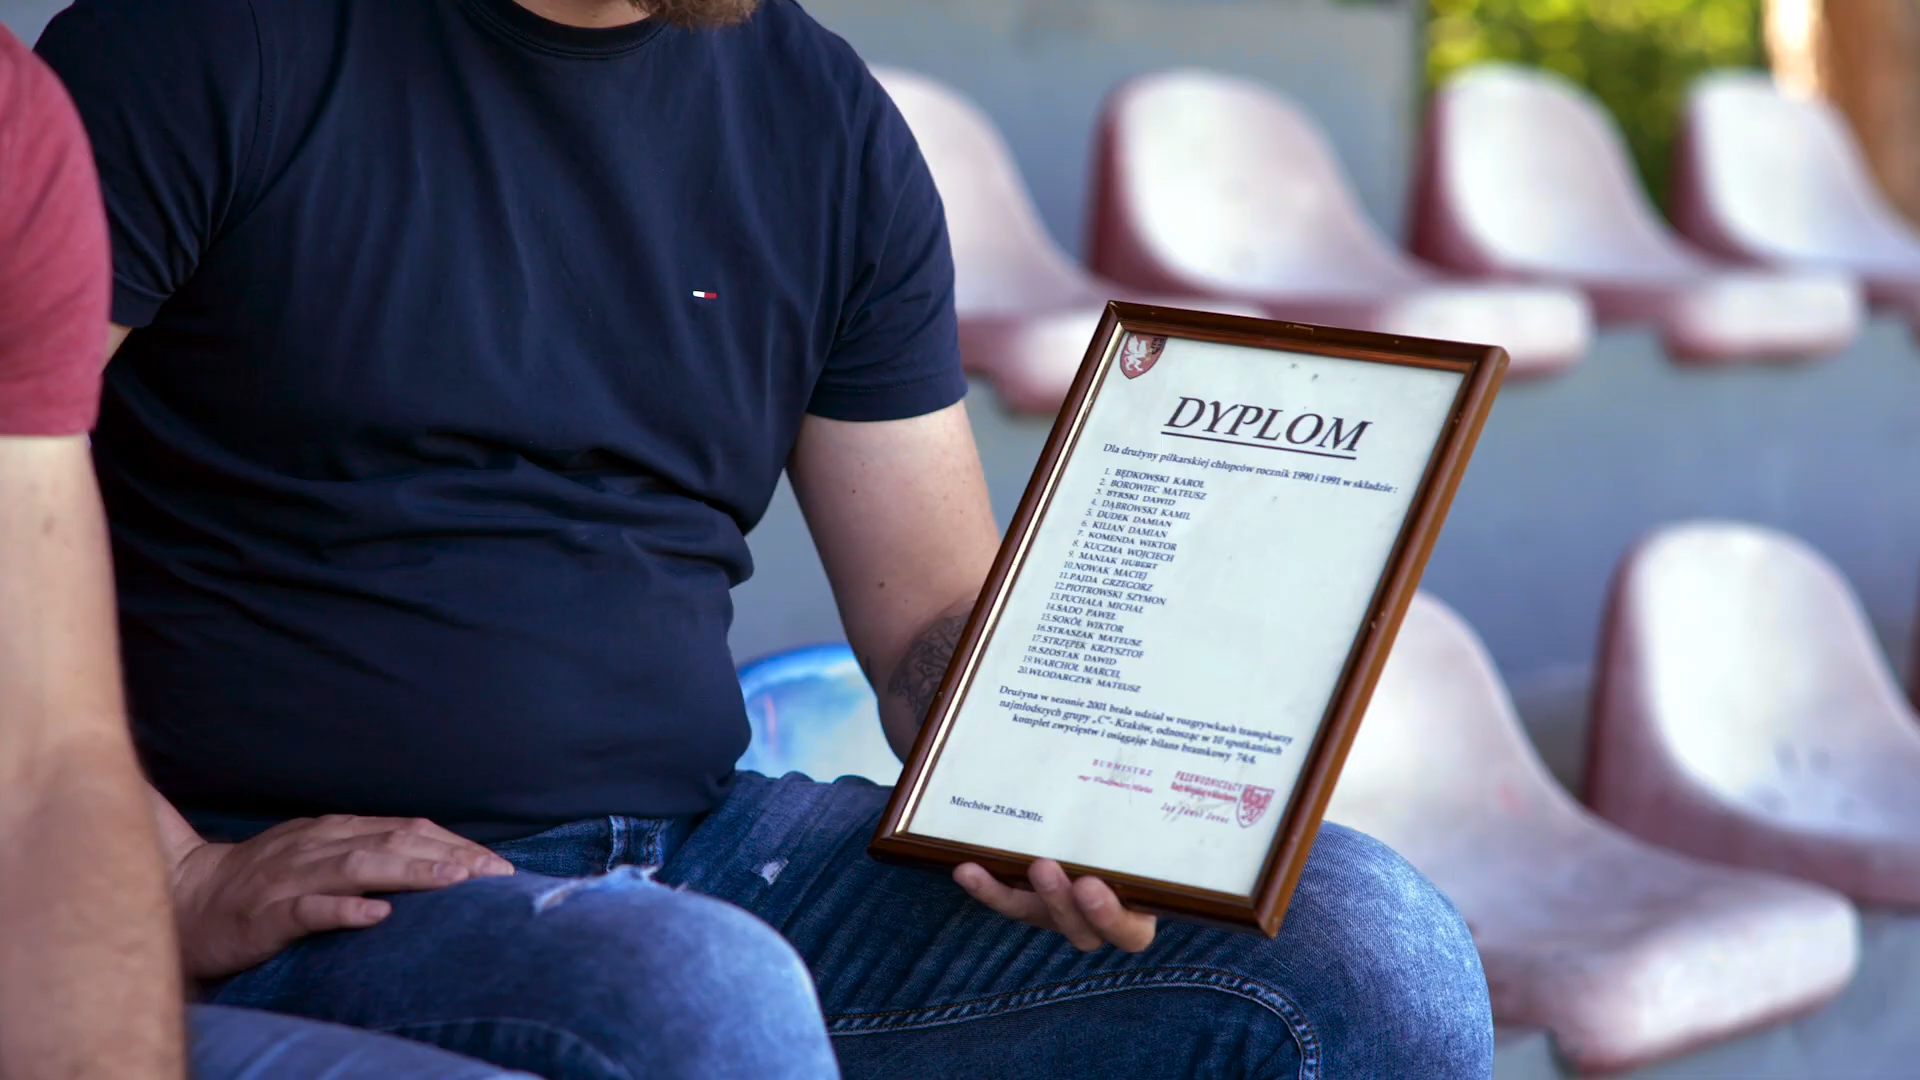 DYPLOM
Dla drużyny piłkarskiej chłopców rocznik 1990 i 1991 w składzie :
1. BĘDKOWSKI KAROL
2. BOROWIEC MATEUSZ
3. BYRSKI DAWID
4. DĄBROWSKI KAMIL
5. DUDEK DAMIAN
6. KILIAN DAMIAN
7. KOMENDA WIKTOR
8. KUCZMA WOJCIECH
9. MANIAK HUBERT
10.NOWAK MACIEJ
11.PAJDA GRZEGORZ
12.PIOTROWSKI SZYMON
13.PUCHAŁA MICHAŁ
14.SADO PAWEŁ
15.SOKÓŁ WIKTOR
16.STRASZAK MATEUSZ
17.STRZĘPEK KRZYSZTOF
18.SZOSTAK DAWID
19.WARCHOŁ MARCEL
20.WŁODARCZYK MATEUSZ
Drużyna w sezonie 2001 brała udział w rozgrywkach trampkarzy
najmłodszych grupy „C”- Kraków, odnosząc w 10 spotkaniach
komplet zwycięstw i osiągając bilans bramkowy 74:4.
BURMISTRZ
PRZEWODNICZĄCY
Miechów 23.06.2001r.